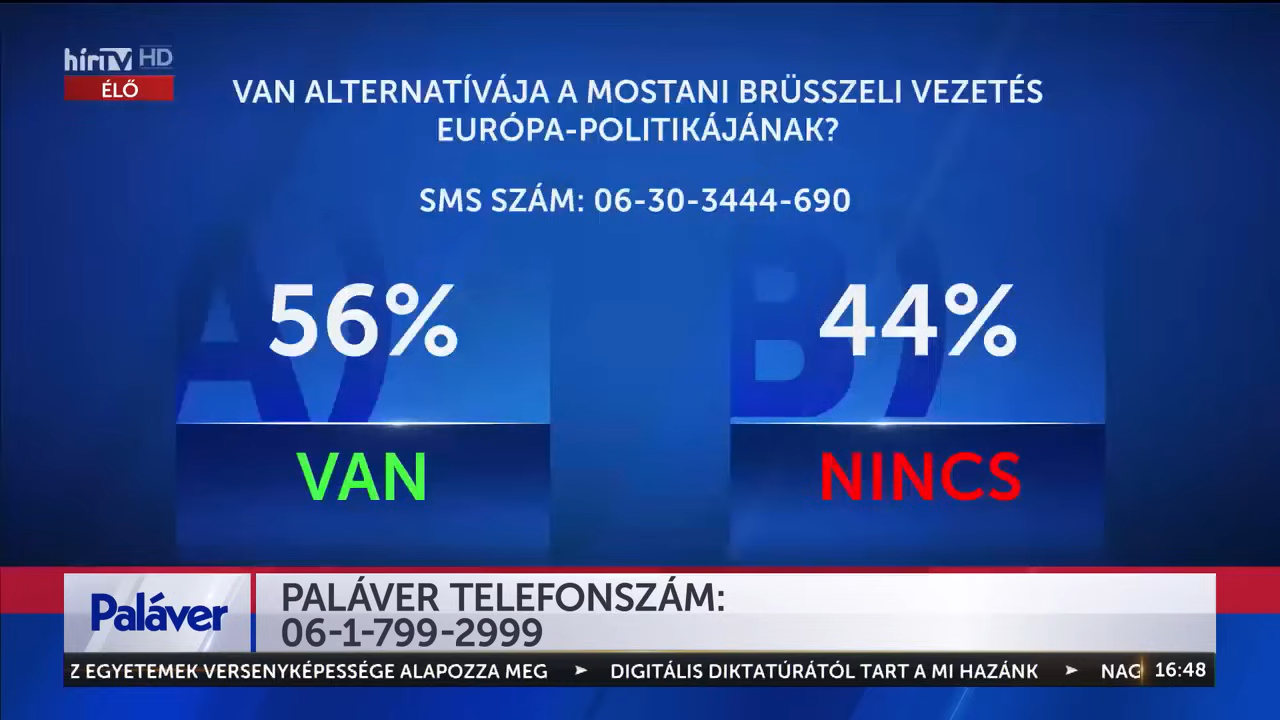 hírTV HD
ÉLŐ
VAN ALTERNATÍVÁJA A MOSTANI BRÜSSZELI VEZETÉS
EURÓPA-POLITIKÁJÁNAK?
SMS SZÁM: 06-30-3444-690
A)
56%
VAN
B)
44%
NINCS
Paláver
PALÁVER TELEFONSZÁM:
06-1-799-2999
Z EGYETEMEK VERSENYKÉPESSÉGE ALAPOZZA MEG ➤ DIGITÁLIS DIKTATÚRÁTÓL TART A MI HAZÁNK ➤ NAG 16:48